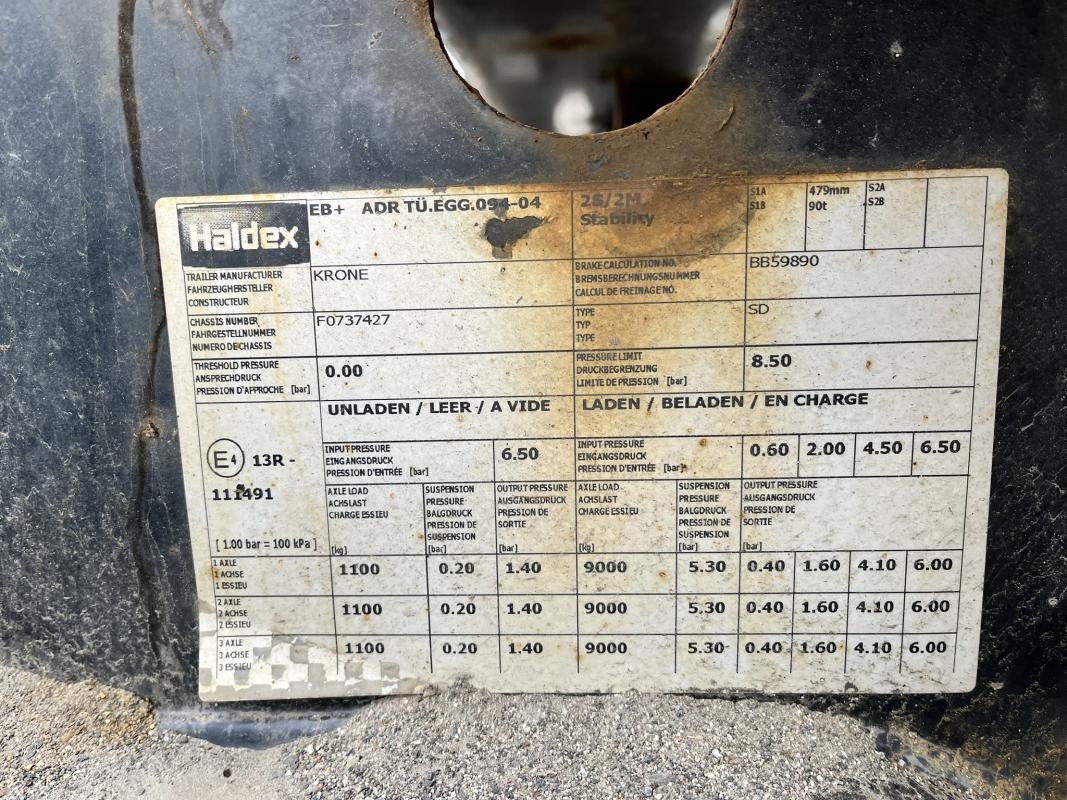 Haldex
EB+ ADR TÜ.EGG.094-04
2S/2M
Stability
S1A 479mm S2A
S1B 90t S2B
TRAILER MANUFACTURER
FAHRZEUGHERSTELLER
CONSTRUCTEUR
KRONE
BRAKE CALCULATION NO.
BREMSBERECHNUNGSNUMMER
CALCUL DE FREINAGE NO.
BB59890
CHASSIS NUMBER
FAHRGESTELLNUMMER
NUMERO DE CHASSIS
F0737427
TYPE
TYP
TYPE
SD
THRESHOLD PRESSURE
ANSPRECHDRUCK
PRESSION D'APPROCHE [bar]
0.00
PRESSURE LIMIT
DRUCKBEGRENZUNG
LIMITE DE PRESSION [bar]
8.50
UNLADEN / LEER / A VIDE
LADEN / BELADEN / EN CHARGE
E4 13R -
111491
[ 1.00 bar = 100 kPa ]
INPUT PRESSURE
EINGANGSDRUCK
PRESSION D'ENTRÉE [bar]
6.50
INPUT PRESSURE
EINGANGSDRUCK
PRESSION D'ENTRÉE [bar]
0.60 2.00 4.50 6.50
AXLE LOAD
ACHSLAST
CHARGE ESSIEU
[kg]
SUSPENSION
PRESSURE
BALGDRUCK
PRESSION DE
SUSPENSION
[bar]
OUTPUT PRESSURE
AUSGANGSDRUCK
PRESSION DE
SORTIE
[bar]
AXLE LOAD
ACHSLAST
CHARGE ESSIEU
[kg]
SUSPENSION
PRESSURE
BALGDRUCK
PRESSION DE
SUSPENSION
[bar]
OUTPUT PRESSURE
AUSGANGSDRUCK
PRESSION DE
SORTIE
[bar]
1 AXLE
1 ACHSE
1 ESSIEU
1100 0.20 1.40 9000 5.30 0.40 1.60 4.10 6.00
2 AXLE
2 ACHSE
2 ESSIEU
1100 0.20 1.40 9000 5.30 0.40 1.60 4.10 6.00
3 AXLE
3 ACHSE
3 ESSIEU
1100 0.20 1.40 9000 5.30 0.40 1.60 4.10 6.00